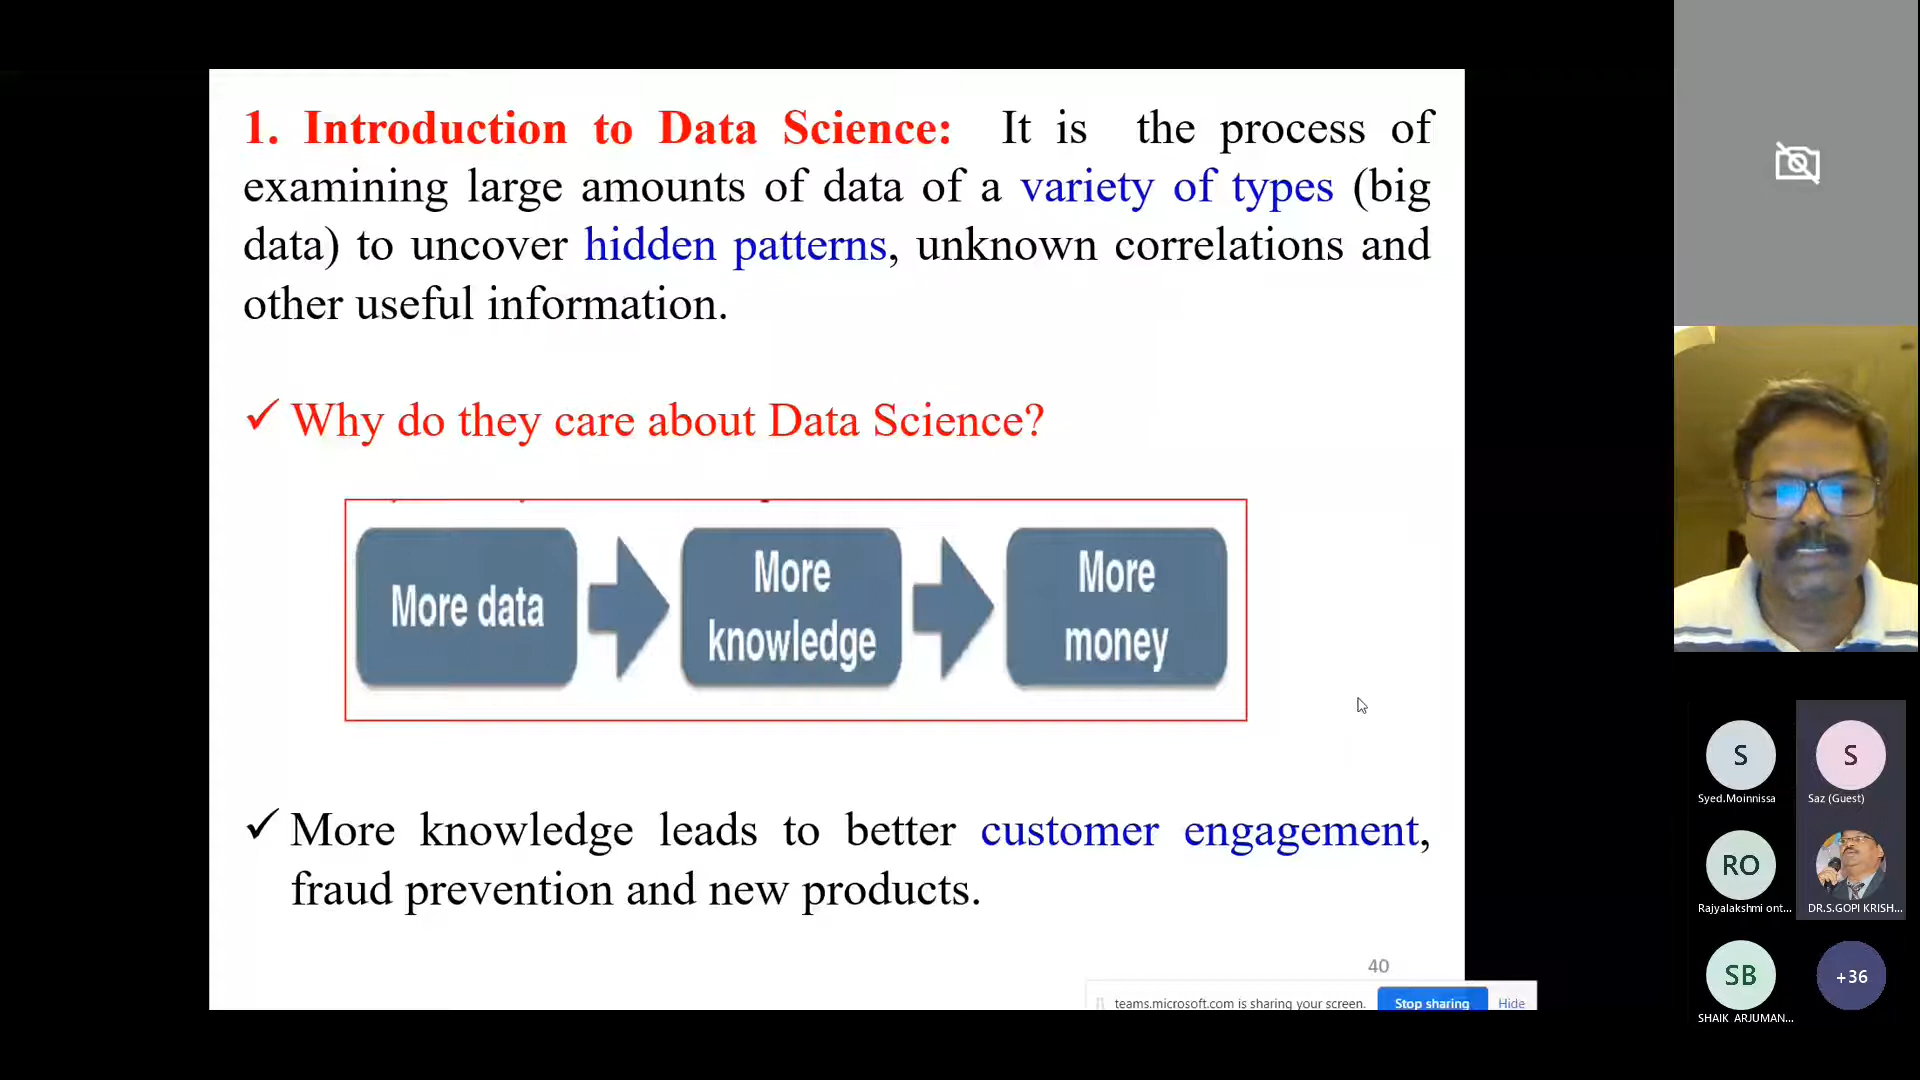 1. Introduction to Data Science: It is the process of
examining large amounts of data of a variety of types (big
data) to uncover hidden patterns, unknown correlations and
other useful information.
✓ Why do they care about Data Science?
More data
More
knowledge
More
money
✓ More knowledge leads to better customer engagement,
fraud prevention and new products.
40
teams.microsoft.com is sharing your screen.
Stop sharing
Hide
S
Syed.Moinnissa
S
Saz (Guest)
RO
Rajyalakshmi ont...
DR.S.GOPI KRISH...
SB
SHAIK ARJUMAN...
+36